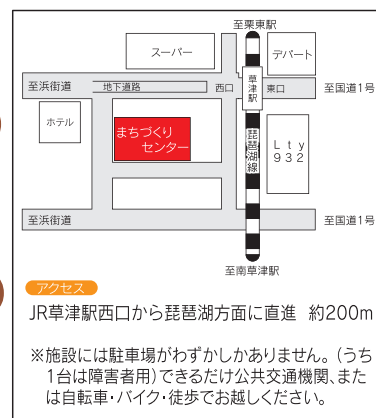 至栗東駅
スーパー
デパート
至浜街道
地下道路
西口
草津駅
東口
至国道1号
ホテル
まちづくり
センター
琵琶湖線
Lty
932
至浜街道
至国道1号
至南草津駅
アクセス
JR草津駅西口から琵琶湖方面に直進 約200m
※施設には駐車場がわずかしかありません。(うち
1台は障害者用)できるだけ公共交通機関、また
は自転車・バイク・徒歩でお越しください。